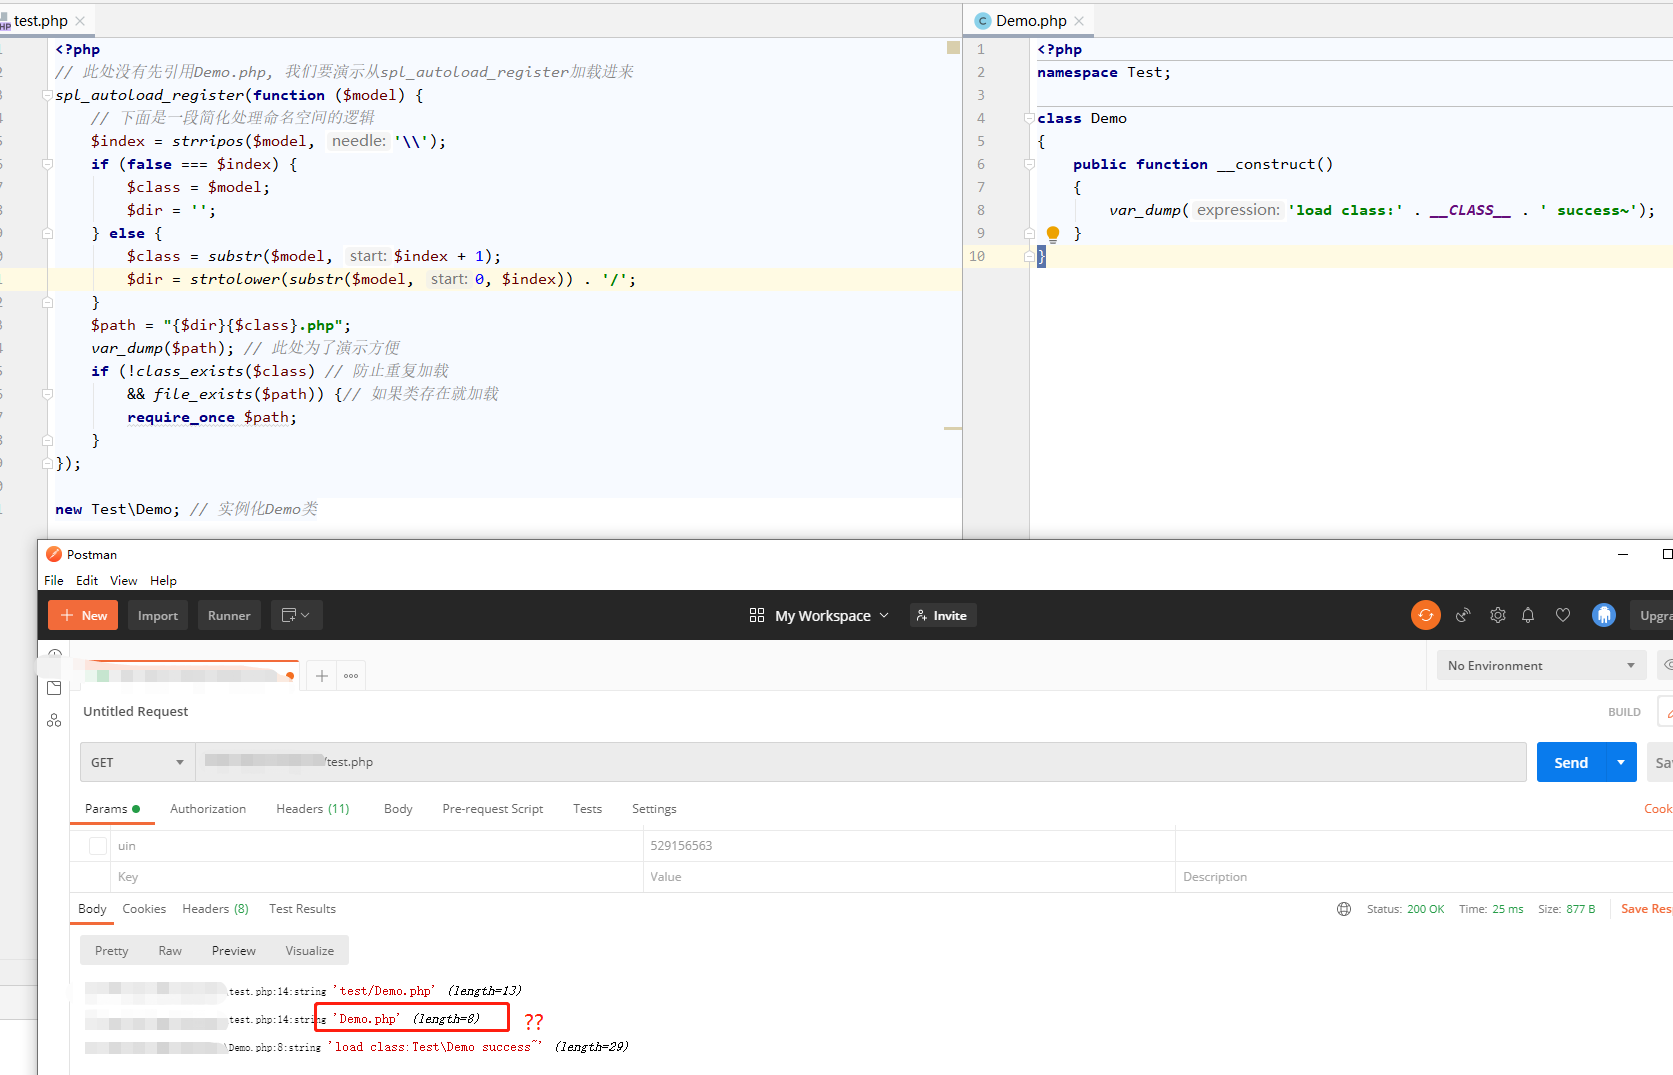 test.php
<?php
// 此处没有先引用Demo.php, 我们要演示从spl_autoload_register加载进来
spl_autoload_register(function ($model) {
// 下面是一段简化处理命名空间的逻辑
$index = strripos($model, needle: '\\');
if (false === $index) {
$class = $model;
$dir = '';
} else {
$class = substr($model, start: $index + 1);
$dir = strtolower(substr($model, start: 0, $index)) . '/';
}
$path = "{$dir}{$class}.php";
var_dump($path); // 此处为了演示方便
if (!class_exists($class) // 防止重复加载
&& file_exists($path)) {// 如果类存在就加载
require_once $path;
}
});
new Test\Demo; // 实例化Demo类
C Demo.php
1 <?php
2 namespace Test;
3
4 class Demo
5 {
6 public function __construct()
7 {
8 var_dump( expression: 'load class:' . __CLASS__ . ' success~');
9 }
10 }
Postman
File Edit View Help
+ New Import Runner My Workspace Invite Upgra
No Environment
Untitled Request BUILD
GET /test.php Send Sa
Params Authorization Headers (11) Body Pre-request Script Tests Settings Cook
uin 529156563
Key Value Description
Body Cookies Headers (8) Test Results Status: 200 OK Time: 25 ms Size: 877 B Save Res
Pretty Raw Preview Visualize
\test.php:14:string 'test/Demo.php' (length=13)
\test.php:14:string 'Demo.php' (length=8) ??
\Demo.php:8:string 'load class:Test\Demo success~' (length=29)